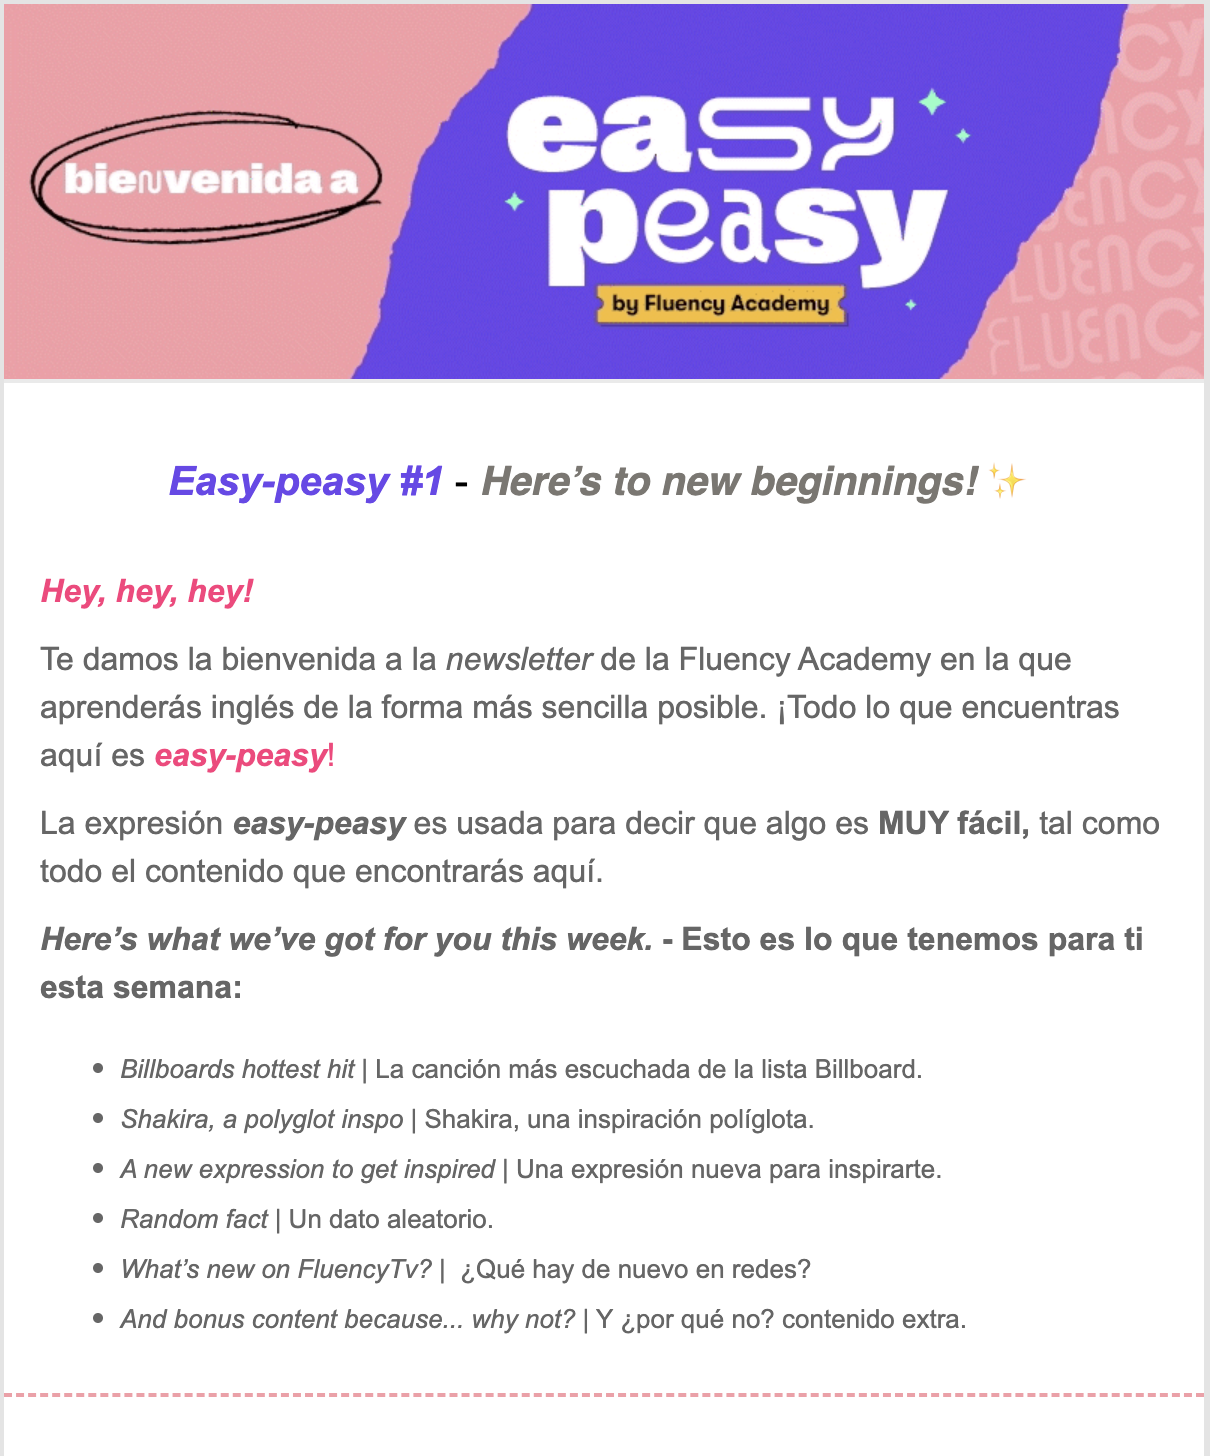 bienvenida a
easy
peasy
by Fluency Academy
CY
NCY
ENCY
LUENCY
FLUENC
Easy-peasy #1 - Here’s to new beginnings! ✨
Hey, hey, hey!
Te damos la bienvenida a la newsletter de la Fluency Academy en la que
aprenderás inglés de la forma más sencilla posible. ¡Todo lo que encuentras
aquí es easy-peasy!
La expresión easy-peasy es usada para decir que algo es MUY fácil, tal como
todo el contenido que encontrarás aquí.
Here’s what we’ve got for you this week. - Esto es lo que tenemos para ti
esta semana:
• Billboards hottest hit | La canción más escuchada de la lista Billboard.
• Shakira, a polyglot inspo | Shakira, una inspiración políglota.
• A new expression to get inspired | Una expresión nueva para inspirarte.
• Random fact | Un dato aleatorio.
• What’s new on FluencyTv? | ¿Qué hay de nuevo en redes?
• And bonus content because... why not? | Y ¿por qué no? contenido extra.